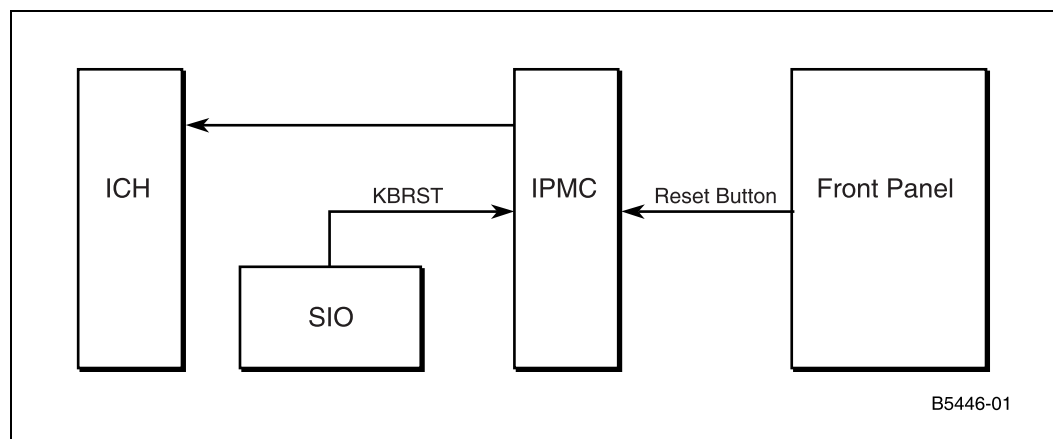 ICH
KBRST
IPMC
Reset Button
Front Panel
SIO
B5446-01